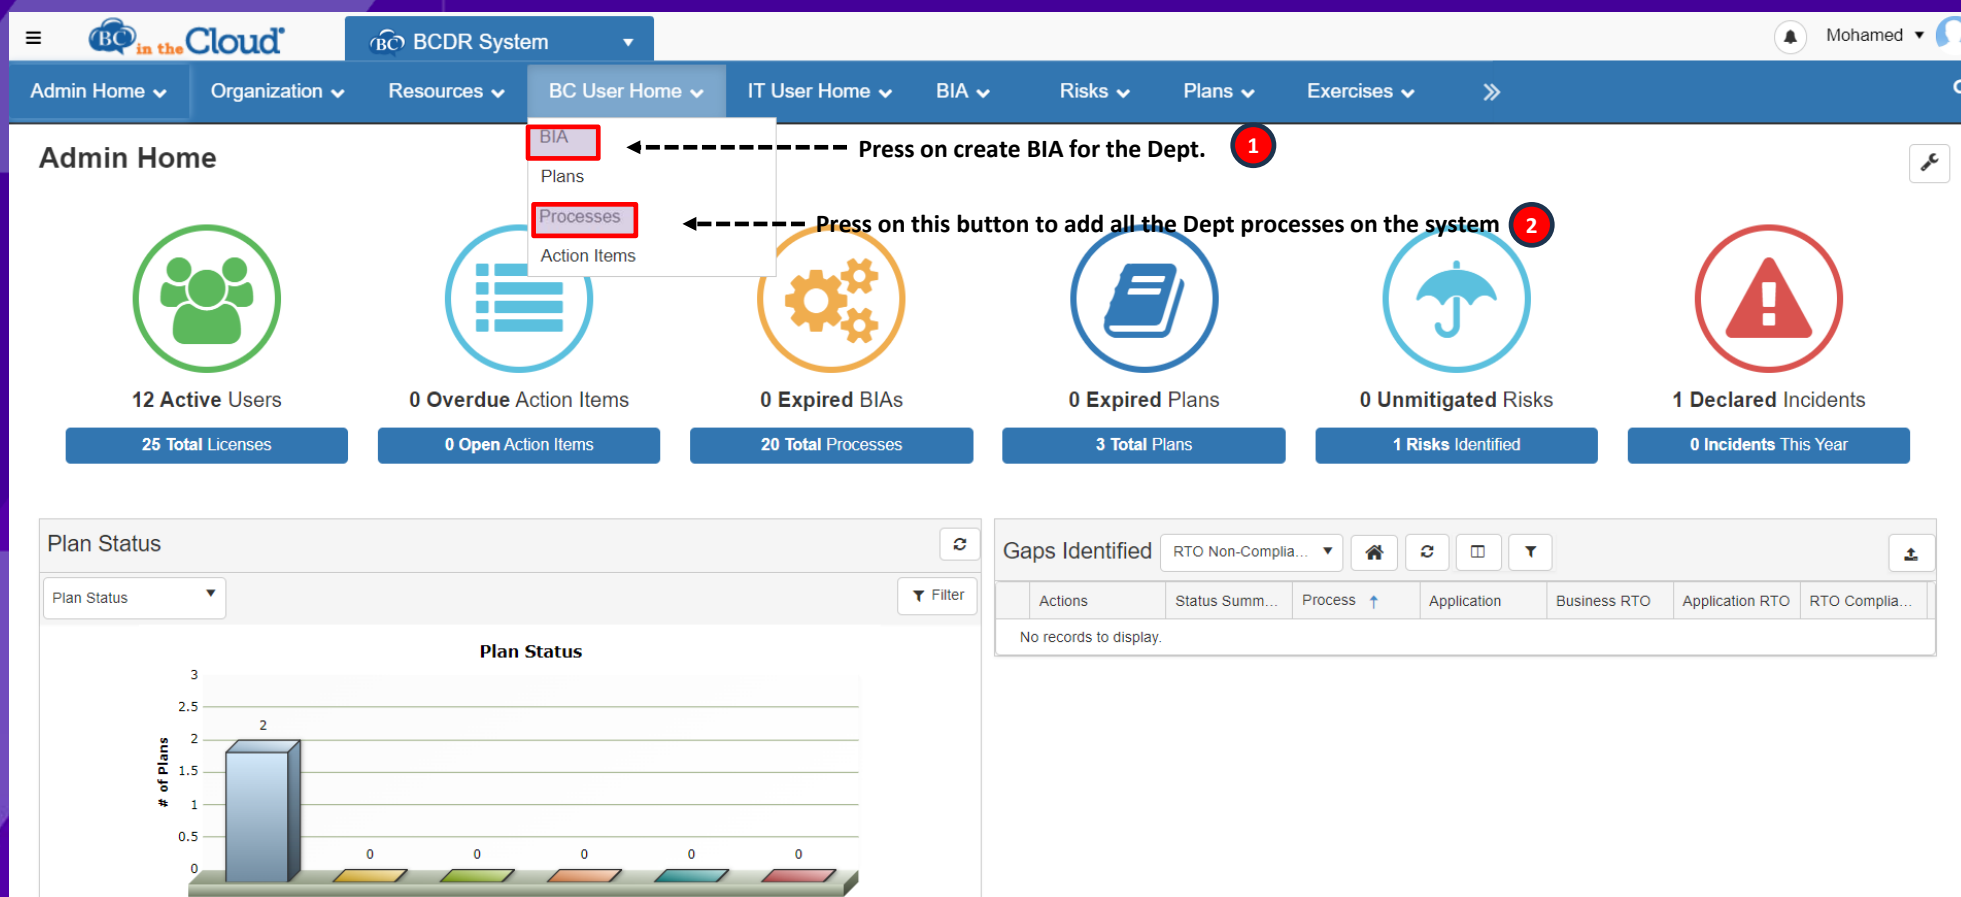 BC in the Cloud
BC BCDR System
Mohamed
Admin Home
Organization
Resources
BC User Home
IT User Home
BIA
Risks
Plans
Exercises
Admin Home
BIA
Plans
Processes
Action Items
Press on create BIA for the Dept.
1
Press on this button to add all the Dept processes on the system
2
12 Active Users
0 Overdue Action Items
0 Expired BIAs
0 Expired Plans
0 Unmitigated Risks
1 Declared Incidents
25 Total Licenses
0 Open Action Items
20 Total Processes
3 Total Plans
1 Risks Identified
0 Incidents This Year
Plan Status
Plan Status
Filter
Plan Status
# of Plans
3
2.5
2
1.5
1
0.5
0
2
0
0
0
0
0
Gaps Identified
RTO Non-Complia...
Actions
Status Summ...
Process
Application
Business RTO
Application RTO
RTO Complia...
No records to display.